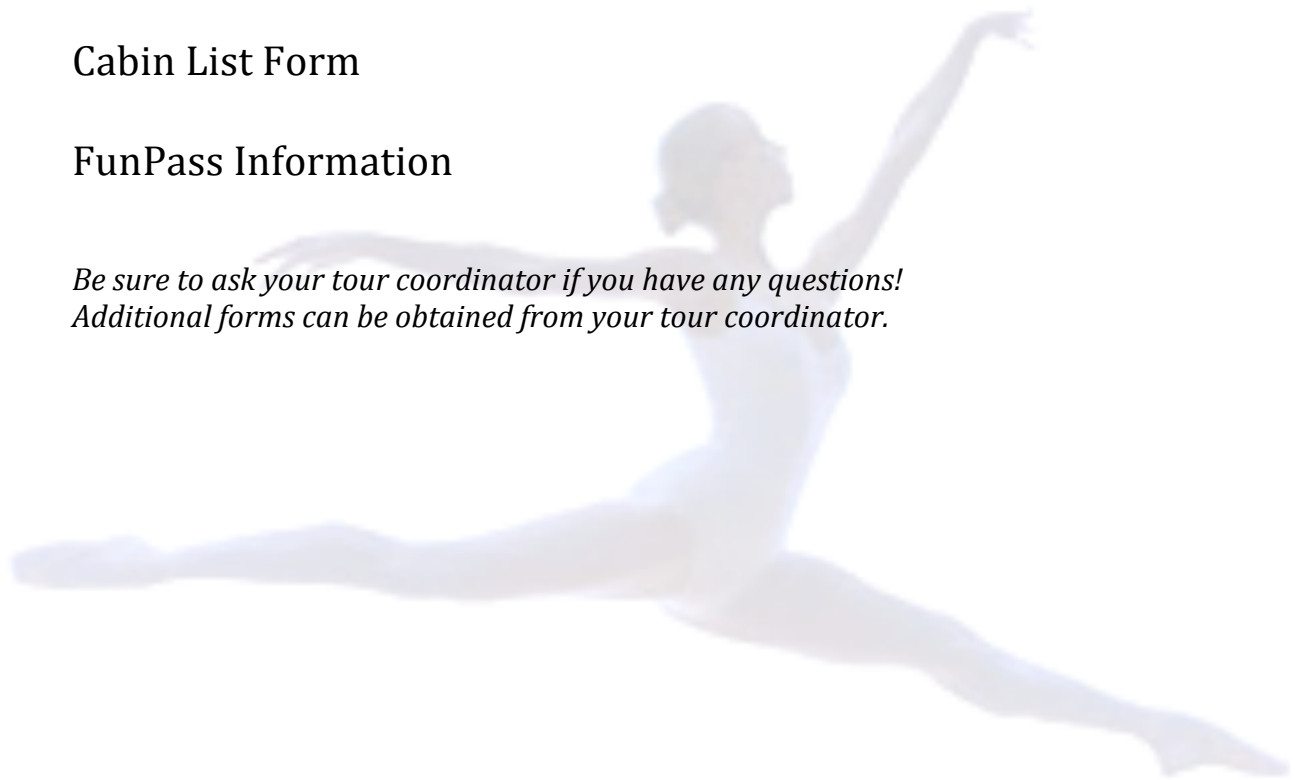 Cabin List Form
FunPass Information
Be sure to ask your tour coordinator if you have any questions!
Additional forms can be obtained from your tour coordinator.